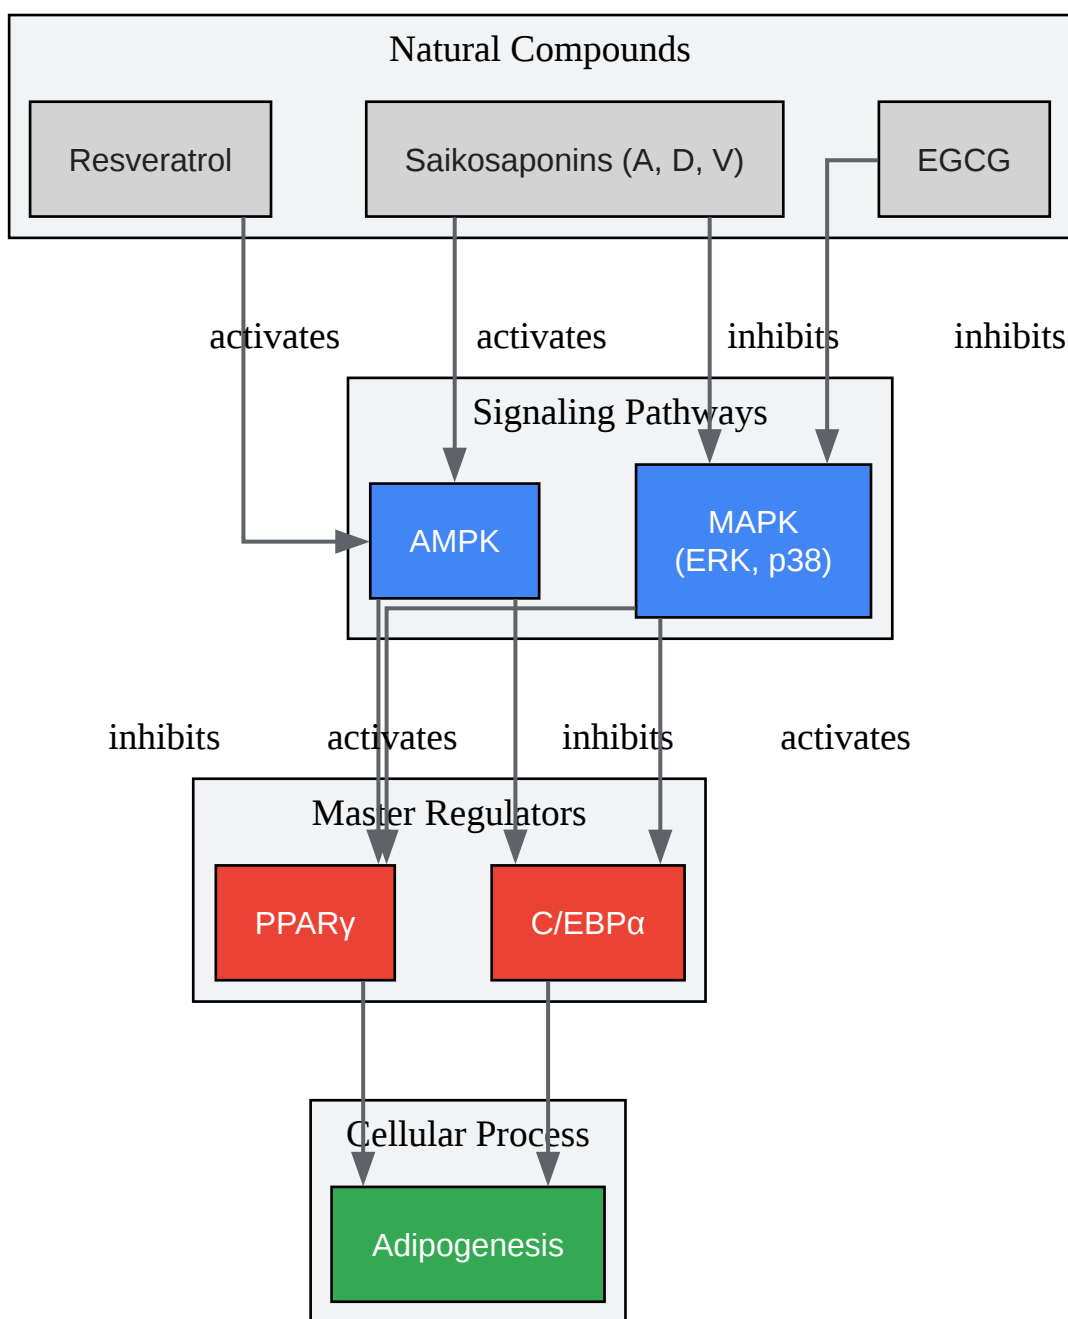 Natural Compounds
Resveratrol
Saikosaponins (A, D, V)
EGCG
activates
activates
inhibits
inhibits
Signaling Pathways
AMPK
MAPK
(ERK, p38)
inhibits
activates
inhibits
activates
Master Regulators
PPARγ
C/EBPα
Cellular Process
Adipogenesis